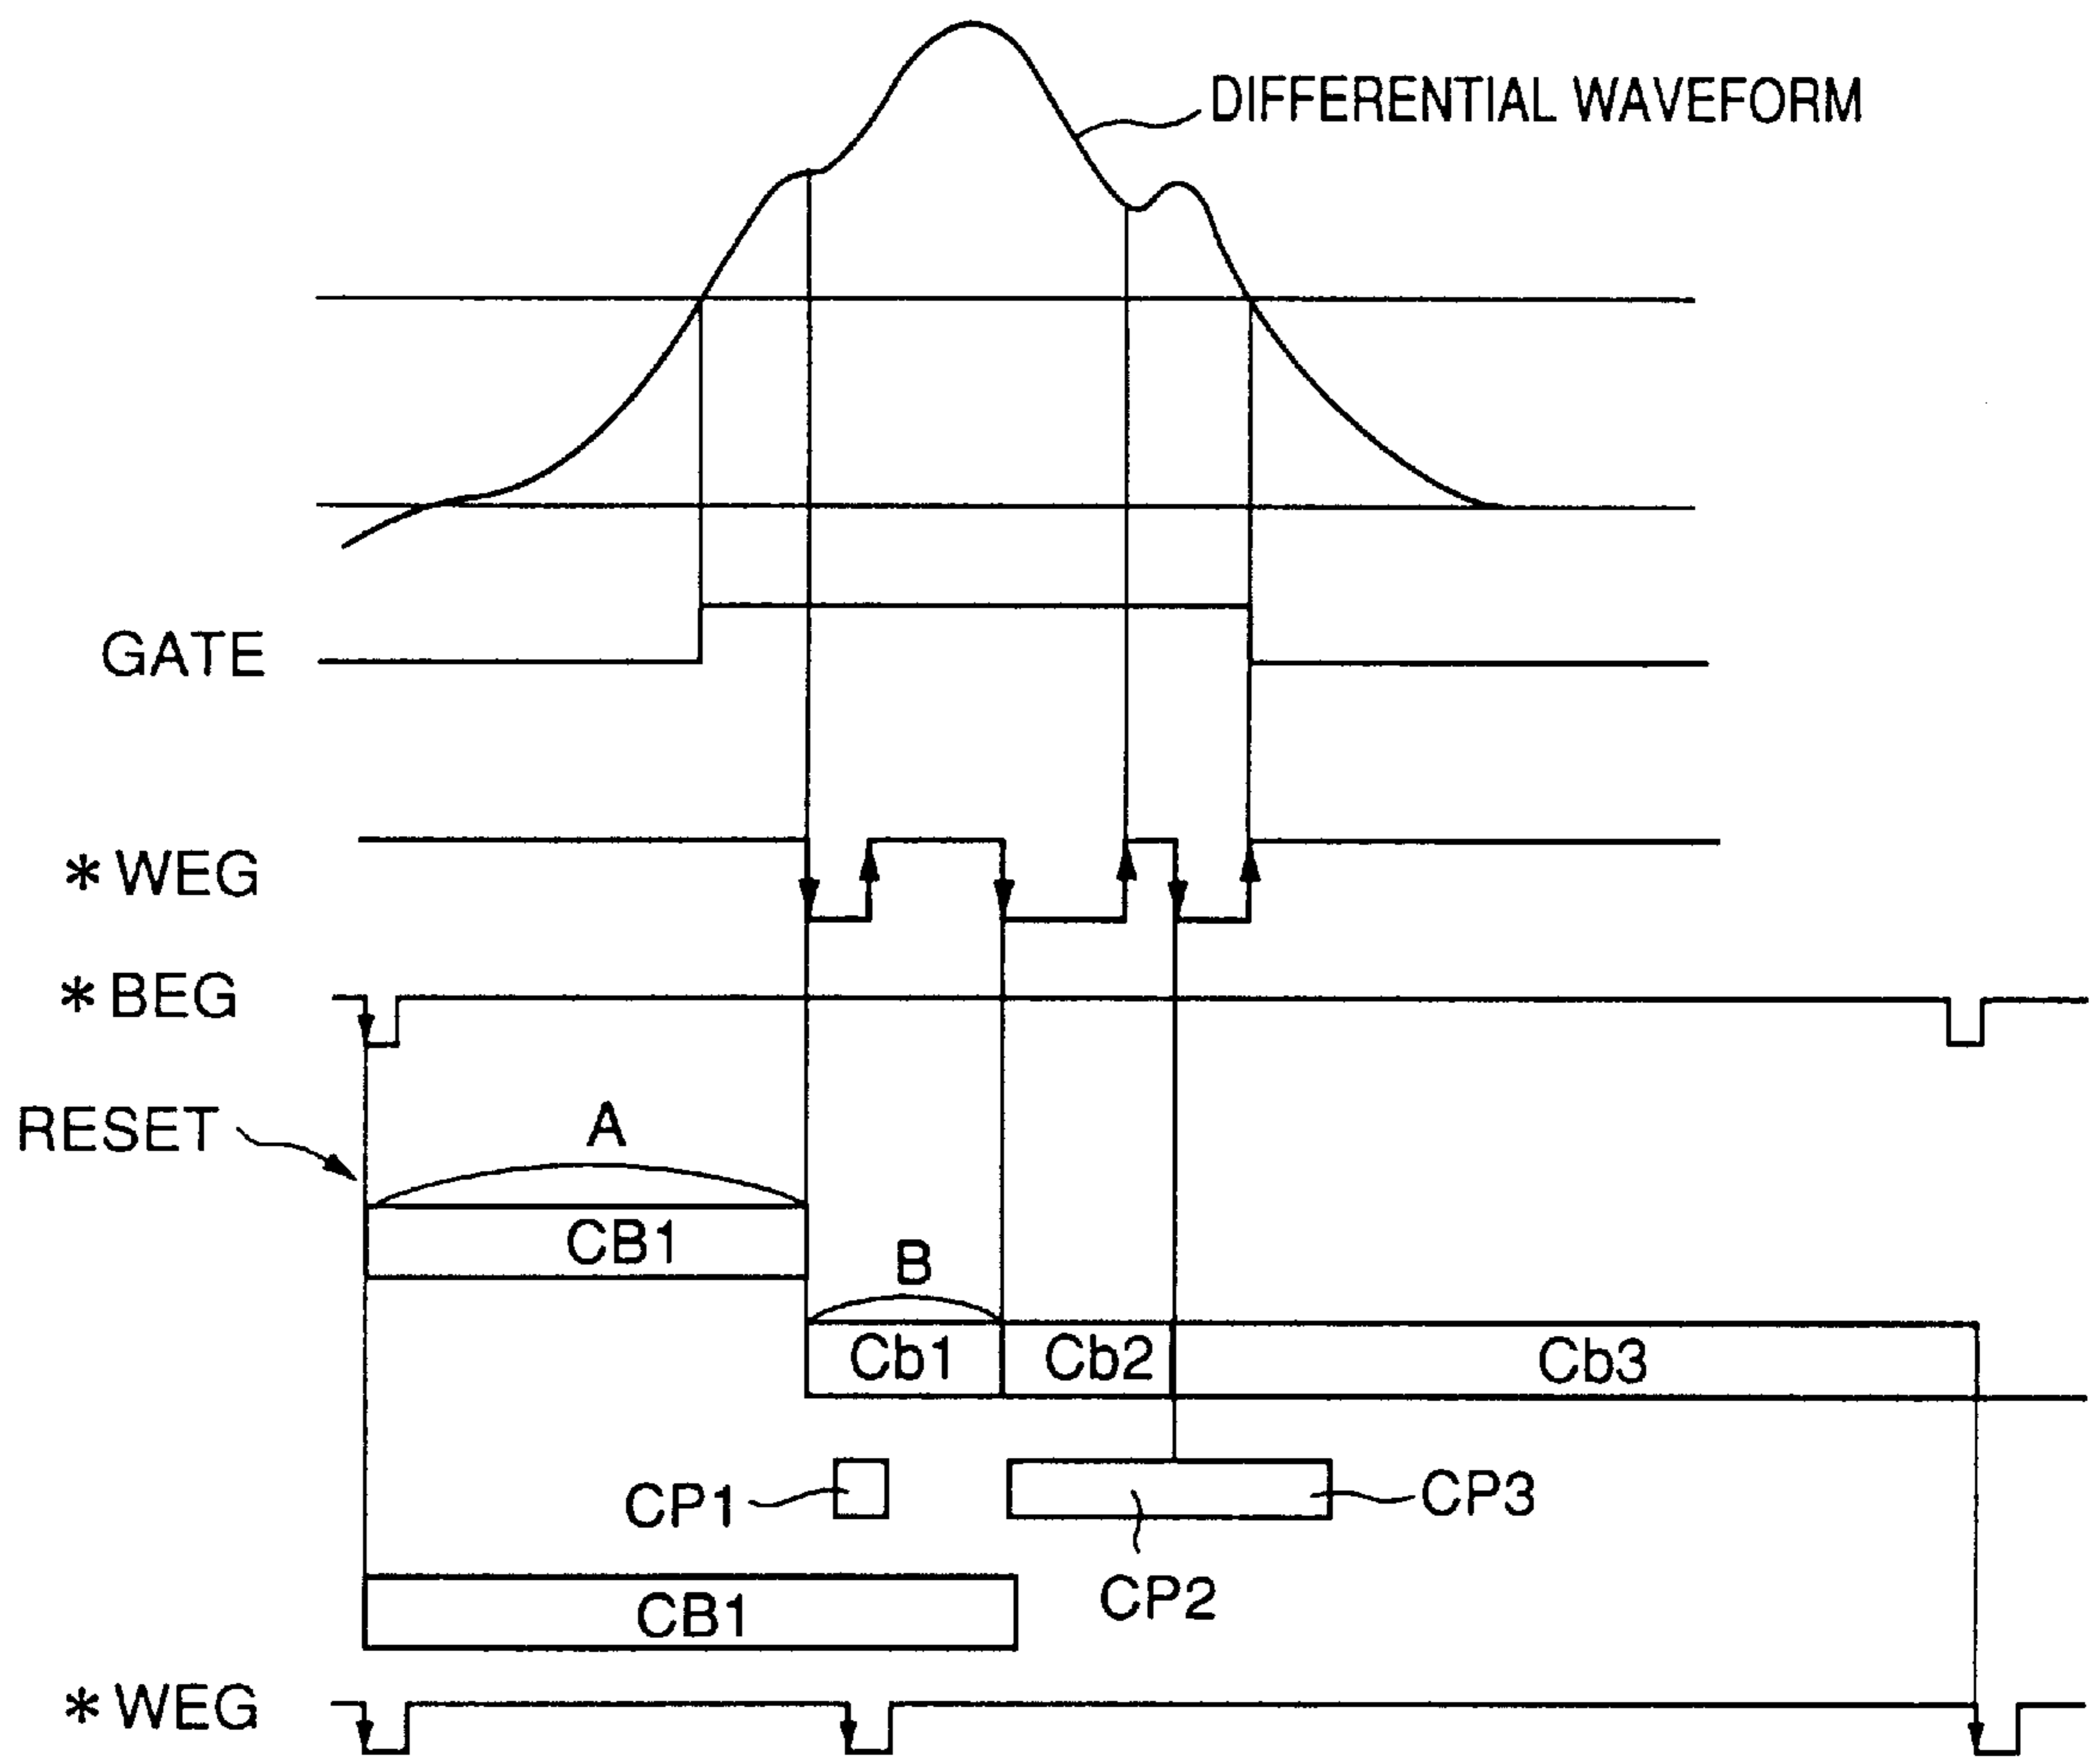 DIFFERENTIAL WAVEFORM
GATE
*WEG
*BEG
RESET
A
CB1
B
Cb1 Cb2 Cb3
CP1
CP3
CP2
CB1
*WEG